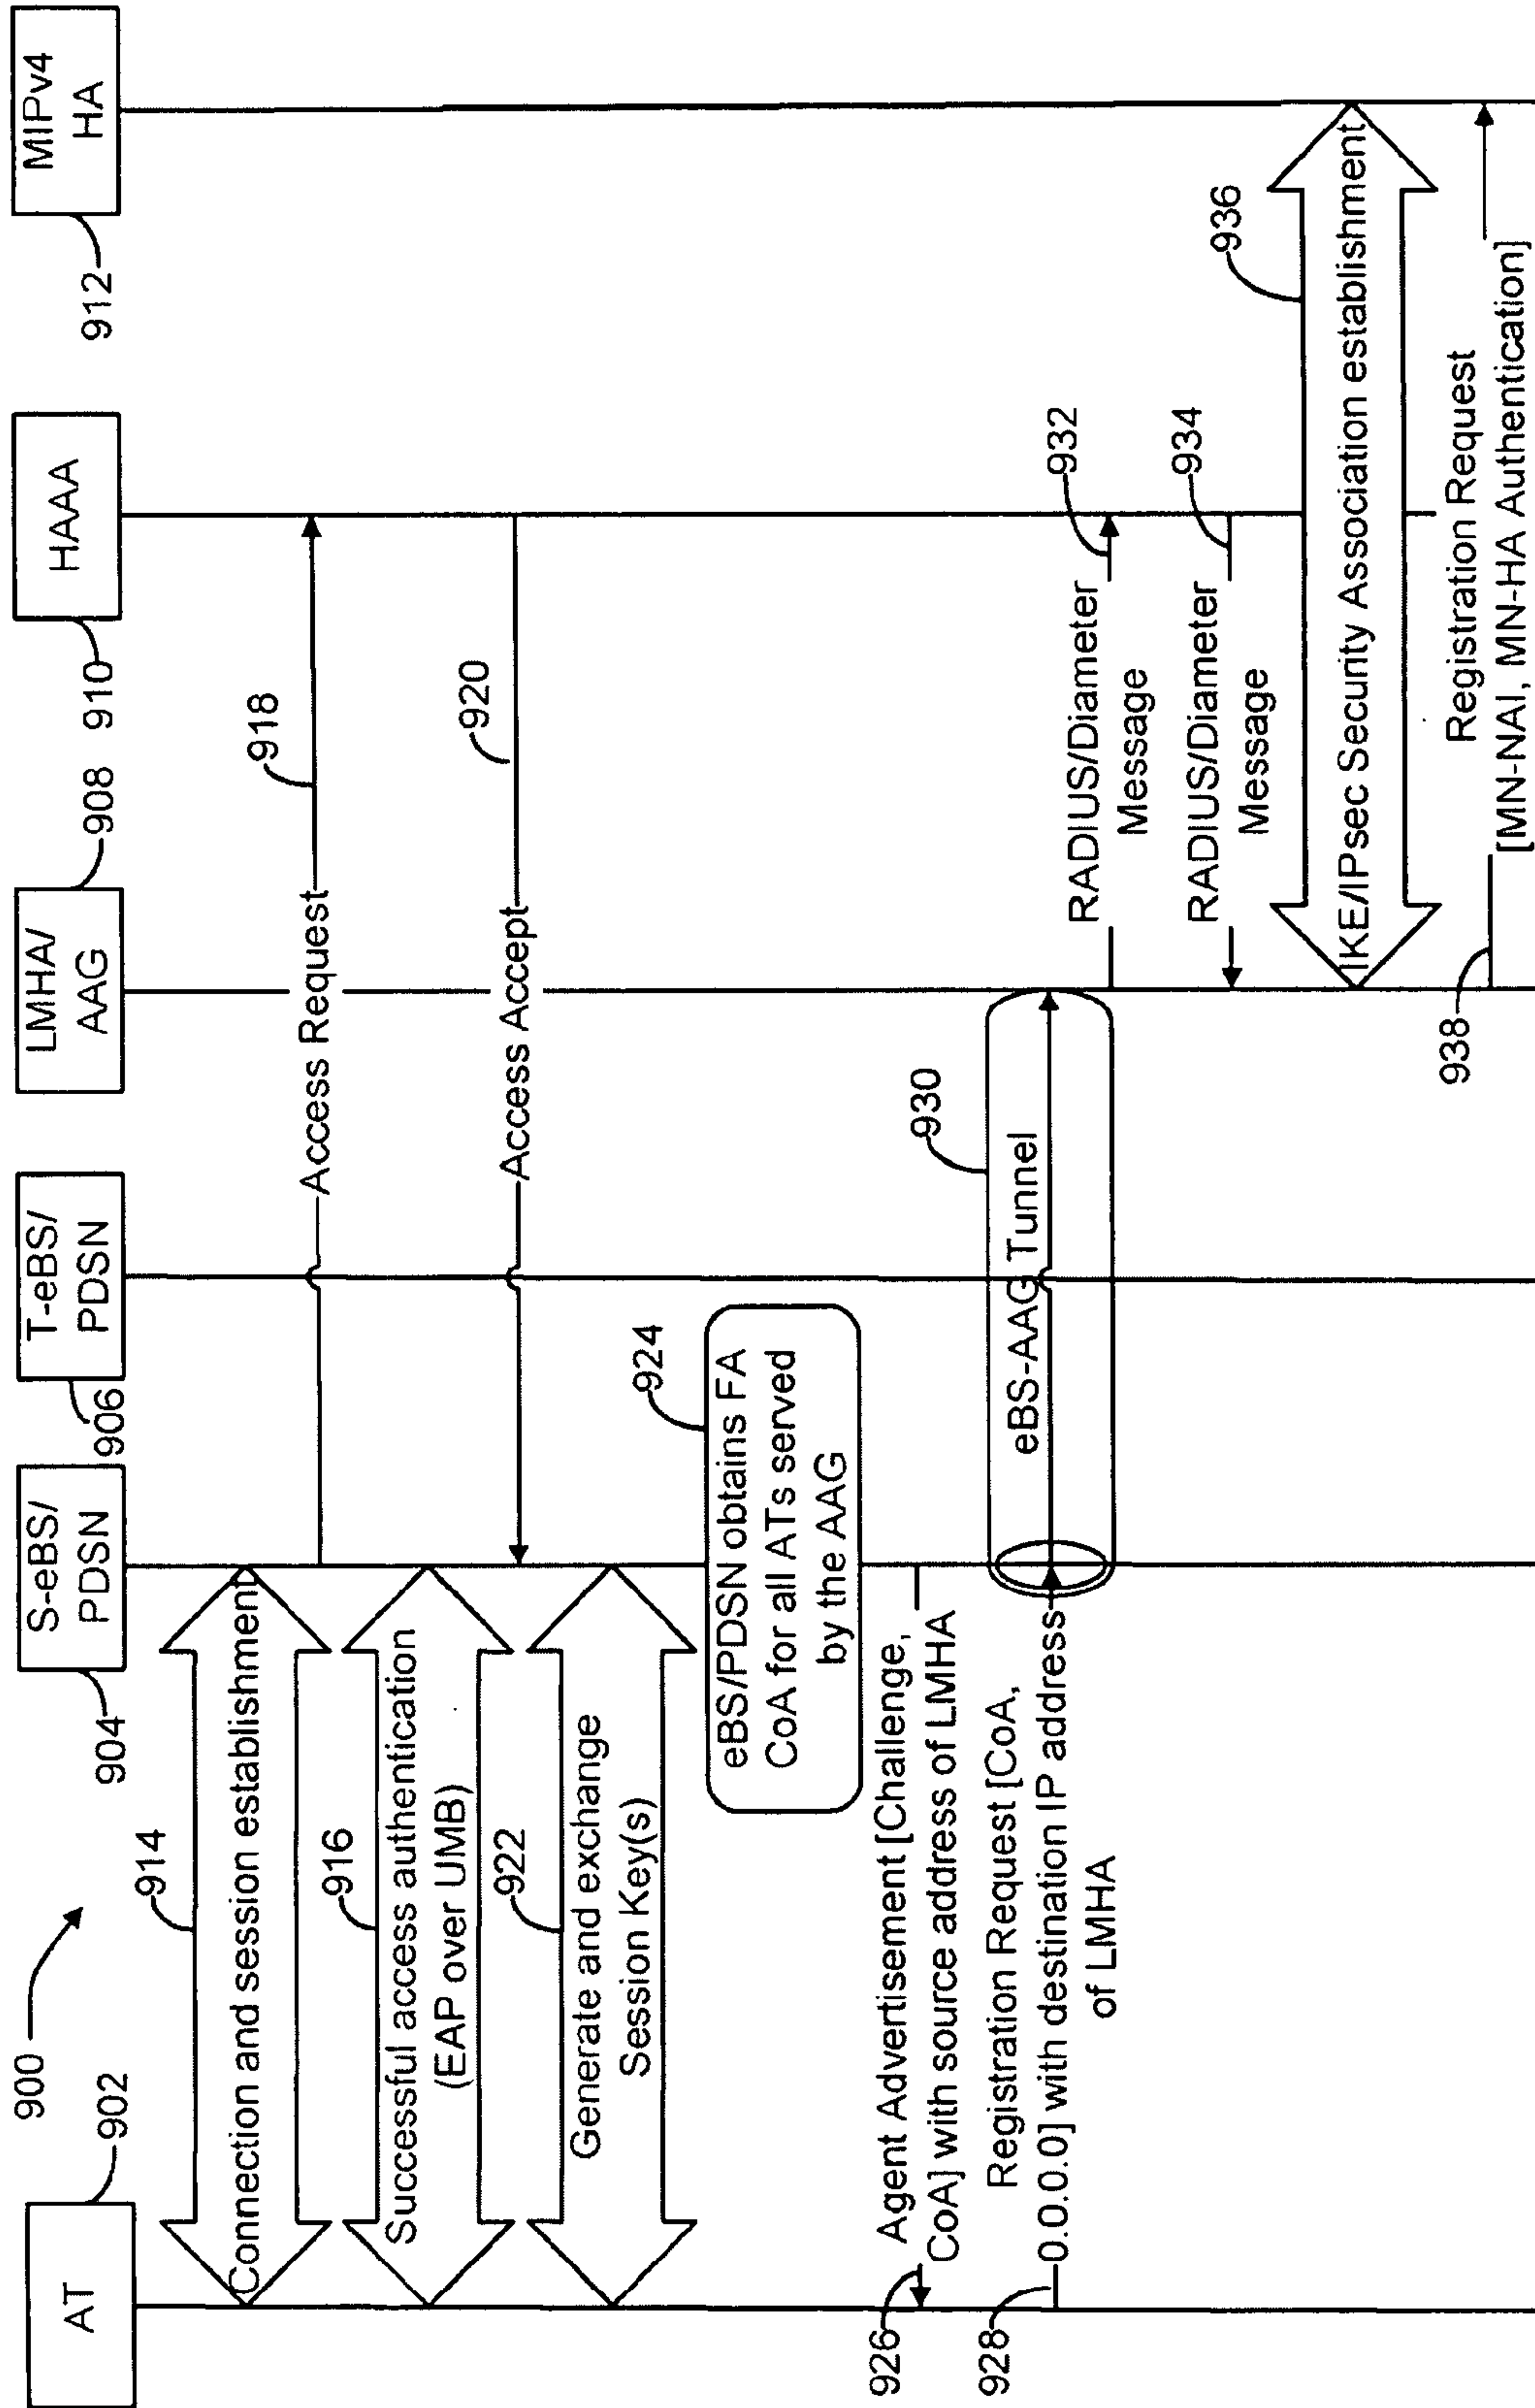 900
AT
902
S-eBS/
PDSN
904
T-eBS/
PDSN
906
LMHA/
AAG
908
HAAA
910
MIPv4
HA
912
914
Connection and session establishment
918
Access Request
916
Successful access authentication
(EAP over UMB)
920
Access Accept
922
Generate and exchange
Session Key(s)
924
eBS/PDSN obtains FA
CoA for all ATs served
by the AAG
926
Agent Advertisement [Challenge,
CoA] with source address of LMHA
928
Registration Request [CoA,
0.0.0.0] with destination IP address
of LMHA
930
eBS-AAG Tunnel
932
RADIUS/Diameter
Message
934
RADIUS/Diameter
Message
936
IKE/IPsec Security Association establishment
938
Registration Request
[MN-NAI, MN-HA Authentication]